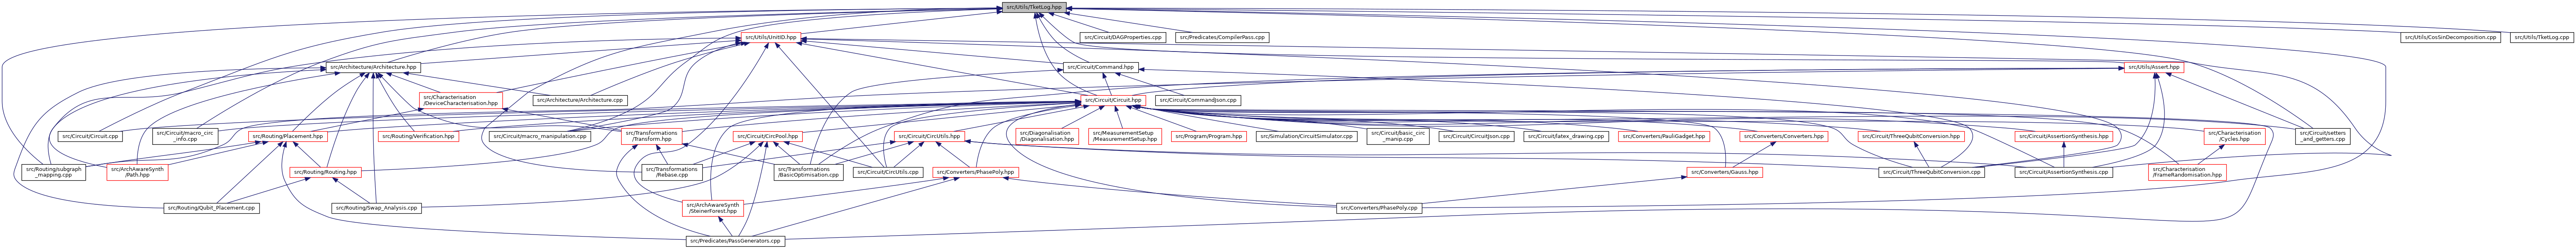 src/Utils/TketLog.hpp
src/Utils/UnitID.hpp
src/Circuit/DAGProperties.cpp
src/Predicates/CompilerPass.cpp
src/Utils/CosSinDecomposition.cpp
src/Utils/TketLog.cpp
src/Architecture/Architecture.hpp
src/Circuit/Command.hpp
src/Utils/Assert.hpp
src/Characterisation
/DeviceCharacterisation.hpp
src/Architecture/Architecture.cpp
src/Circuit/Circuit.hpp
src/Circuit/CommandJson.cpp
src/Circuit/Circuit.cpp
src/Circuit/macro_circ
_info.cpp
src/Routing/Placement.hpp
src/Routing/Verification.hpp
src/Circuit/macro_manipulation.cpp
src/Transformations
/Transform.hpp
src/Circuit/CircPool.hpp
src/Circuit/CircUtils.hpp
src/Diagonalisation
/Diagonalisation.hpp
src/MeasurementSetup
/MeasurementSetup.hpp
src/Program/Program.hpp
src/Simulation/CircuitSimulator.cpp
src/Circuit/basic_circ
_manip.cpp
src/Circuit/CircuitJson.cpp
src/Circuit/latex_drawing.cpp
src/Converters/PauliGadget.cpp
src/Converters/Converters.hpp
src/Circuit/ThreeQubitConversion.hpp
src/Circuit/AssertionSynthesis.hpp
src/Characterisation
/Cycles.hpp
src/Circuit/setters
_and_getters.cpp
src/Routing/subgraph
_mapping.cpp
src/ArchAwareSynth
/Path.hpp
src/Routing/Routing.hpp
src/Transformations
/Rebase.cpp
src/Transformations
/BasicOptimisation.cpp
src/Circuit/CircUtils.cpp
src/Converters/PhasePoly.hpp
src/Converters/Gauss.hpp
src/Circuit/ThreeQubitConversion.cpp
src/Circuit/AssertionSynthesis.cpp
src/Characterisation
/FrameRandomisation.hpp
src/Routing/Qubit_Placement.cpp
src/Routing/Swap_Analysis.cpp
src/ArchAwareSynth
/SteinerForest.hpp
src/Converters/PhasePoly.cpp
src/Predicates/PassGenerators.cpp